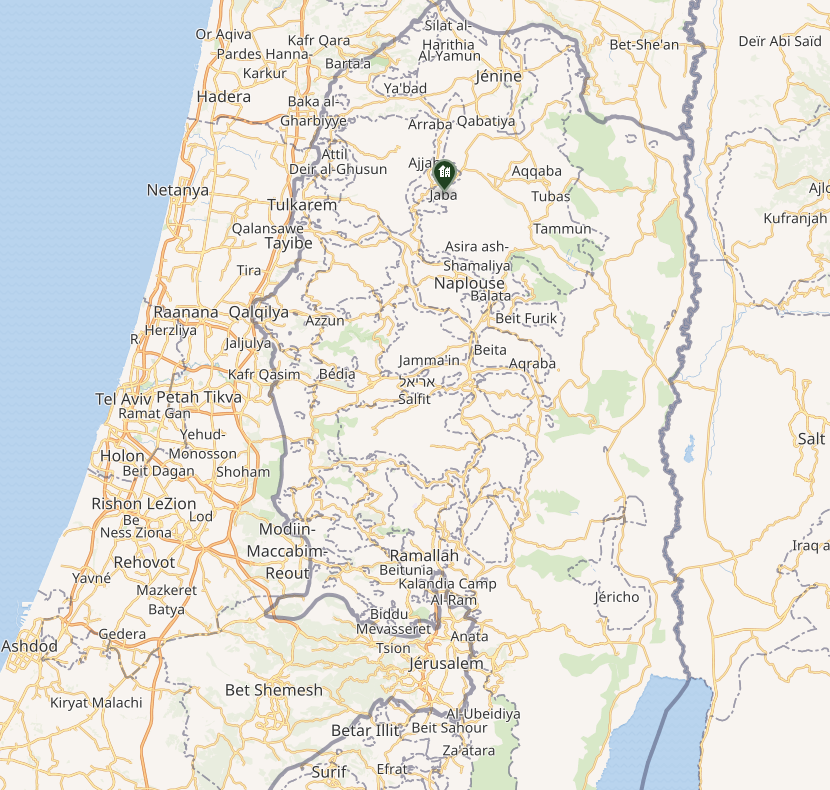 Silat al-
Harithia
Or Aqiva
Kafr Qara
Bet-She'an
Deïr Abi Saïd
Pardes Hanna-
Karkur
Al-Yamun
Barta'a
Jénine
Ya'bad
Hadera
Baka al-
Gharbiyye
Arraba
Qabatiya
Attil
Deir al-Ghusun
Aqqaba
Netanya
Jaba
Tubas
Tulkarem
Kufranjah
Qalansawe
Tammun
Tayibe
Asira ash-
Shamaliya
Tira
Naplouse
Balata
Raanana
Qalqilya
Azzun
Beit Furik
Herzliya
Jaljulya
Beita
Jamma'in
Aqraba
Kafr Qasim
Bédia
אריאל
Tel Aviv
Petah Tikva
Salfit
Ramat Gan
Yehud-
Monosson
Salt
Holon
Beit Dagan
Shoham
Rishon LeZion
Be
Lod
Ness Ziona
Modiin-
Maccabim-
Reout
Ramallah
Rehovot
Beitunia
Yavné
Kalandia Camp
Mazkeret
Batya
Al-Ram
Jéricho
Biddu
Mevasseret
Tsion
Gedera
Anata
Ashdod
Jérusalem
Bet Shemesh
Kiryat Malachi
Al-Ubeidiya
Betar Illit
Beit Sahour
Za'atara
Surif
Efrat